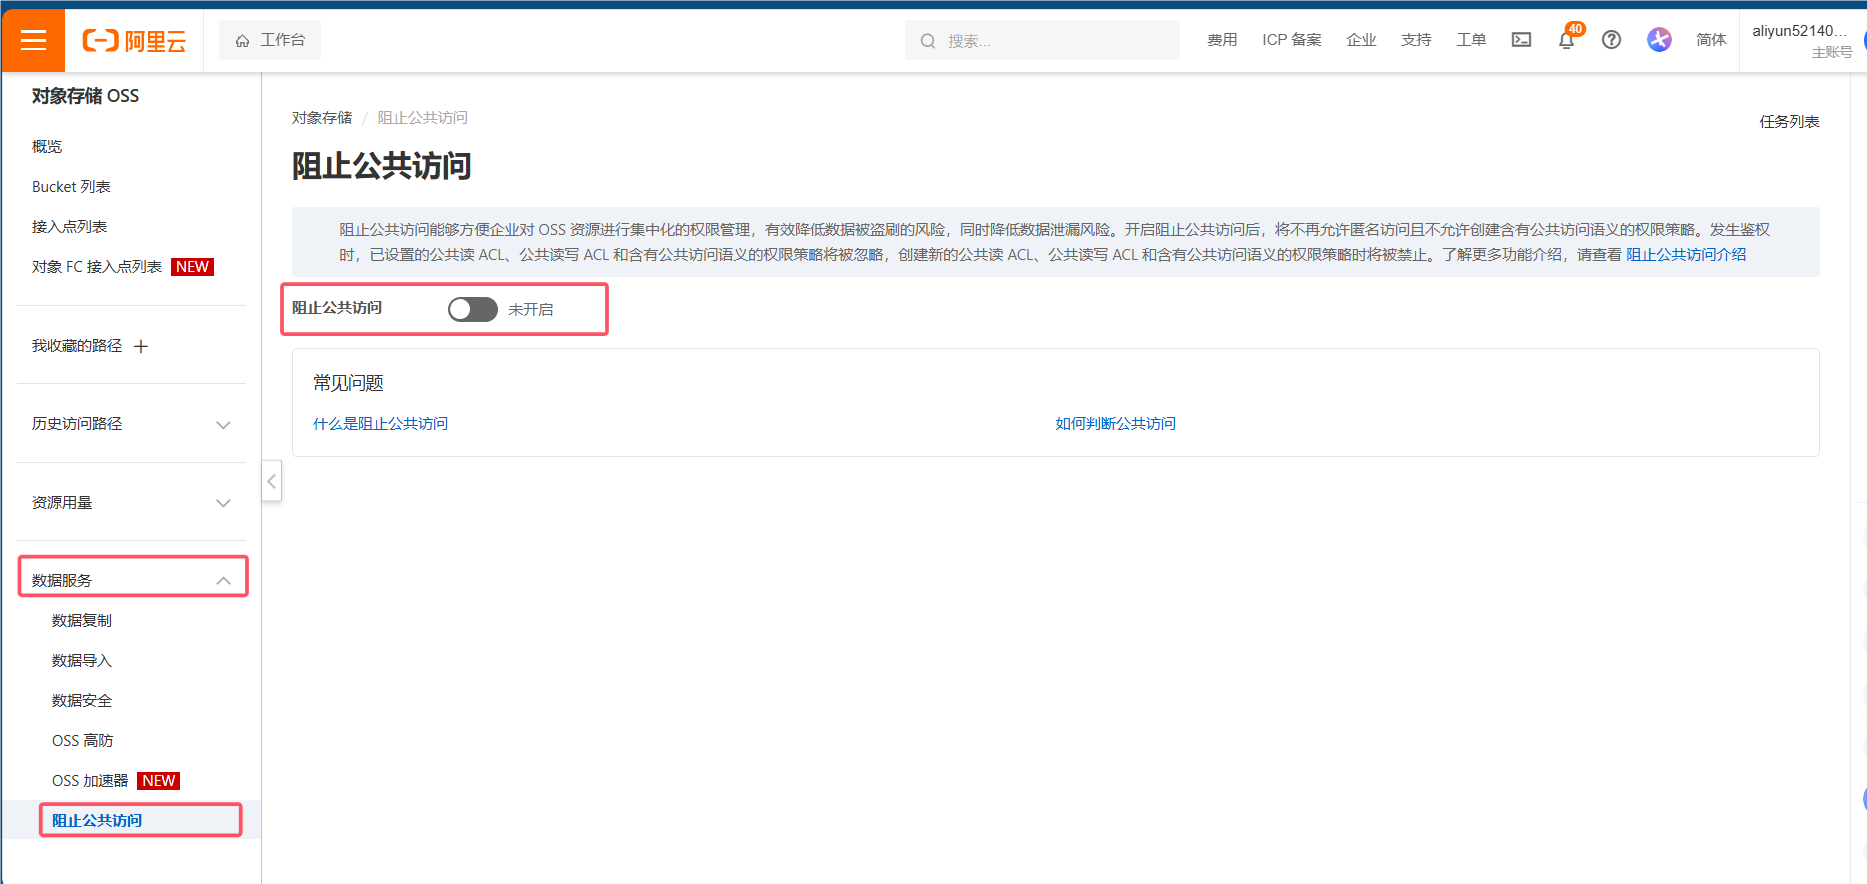 阿里云
工作台
搜索...
费用
ICP 备案
企业
支持
工单
40
简体
aliyun52140...
主账号
对象存储 OSS
概览
Bucket 列表
接入点列表
对象 FC 接入点列表 NEW
我收藏的路径
历史访问路径
资源用量
数据服务
数据复制
数据导入
数据安全
OSS 高防
OSS 加速器 NEW
阻止公共访问
对象存储 / 阻止公共访问
任务列表
阻止公共访问
阻止公共访问能够方便企业对 OSS 资源进行集中化的权限管理，有效降低数据被盗刷的风险，同时降低数据泄漏风险。开启阻止公共访问后，将不再允许匿名访问且不允许创建含有公共访问语义的权限策略。发生鉴权
时，已设置的公共读 ACL、公共读写 ACL 和含有公共访问语义的权限策略将被忽略，创建新的公共读 ACL、公共读写 ACL 和含有公共访问语义的权限策略时将被禁止。了解更多功能介绍，请查看 阻止公共访问介绍
阻止公共访问 未开启
常见问题
什么是阻止公共访问
如何判断公共访问